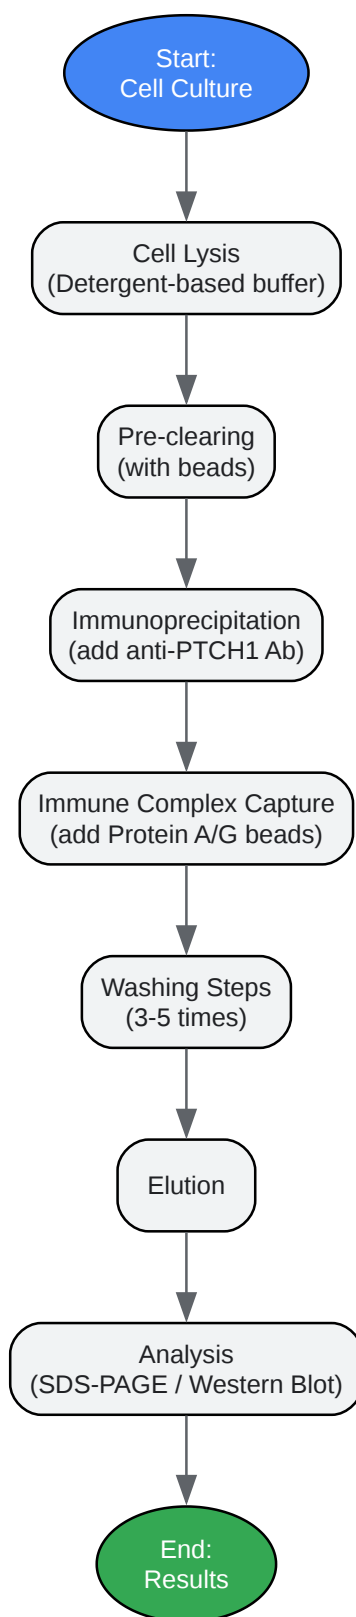 Start:
Cell Culture
Cell Lysis
(Detergent-based buffer)
Pre-clearing
(with beads)
Immunoprecipitation
(add anti-PTCH1 Ab)
Immune Complex Capture
(add Protein A/G beads)
Washing Steps
(3-5 times)
Elution
Analysis
(SDS-PAGE / Western Blot)
End:
Results